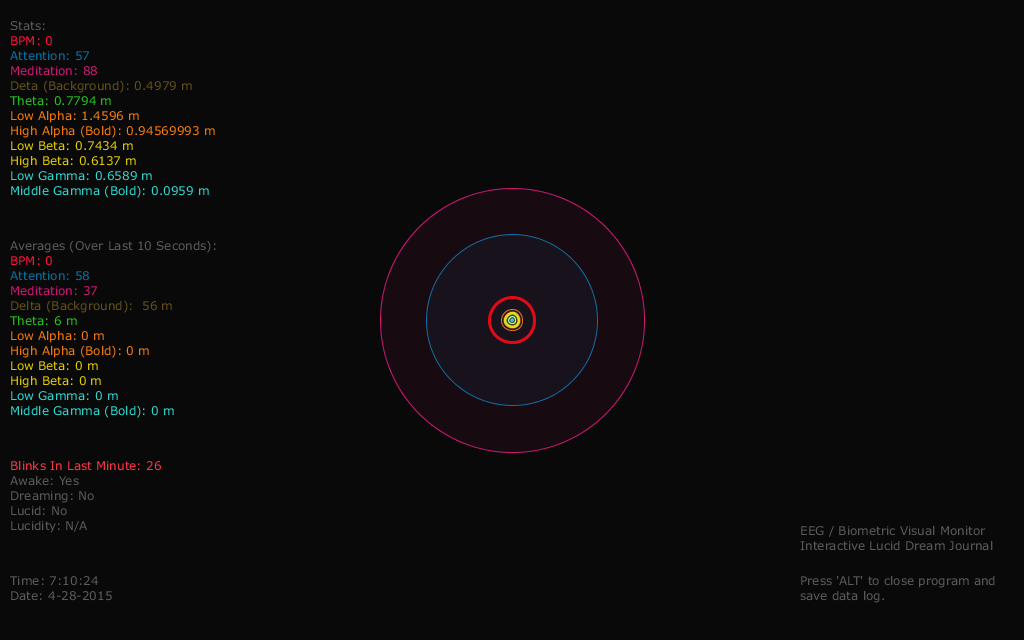 Stats:
BPM: 0
Attention: 57
Meditation: 88
Deta (Background): 0.4979 m
Theta: 0.7794 m
Low Alpha: 1.4596 m
High Alpha (Bold): 0.94569993 m
Low Beta: 0.7434 m
High Beta: 0.6137 m
Low Gamma: 0.6589 m
Middle Gamma (Bold): 0.0959 m
Averages (Over Last 10 Seconds):
BPM: 0
Attention: 58
Meditation: 37
Delta (Background):  56 m
Theta: 6 m
Low Alpha: 0 m
High Alpha (Bold): 0 m
Low Beta: 0 m
High Beta: 0 m
Low Gamma: 0 m
Middle Gamma (Bold): 0 m
Blinks In Last Minute: 26
Awake: Yes
Dreaming: No
Lucid: No
Lucidity: N/A
Time: 7:10:24
Date: 4-28-2015
EEG / Biometric Visual Monitor
Interactive Lucid Dream Journal
Press 'ALT' to close program and
save data log.